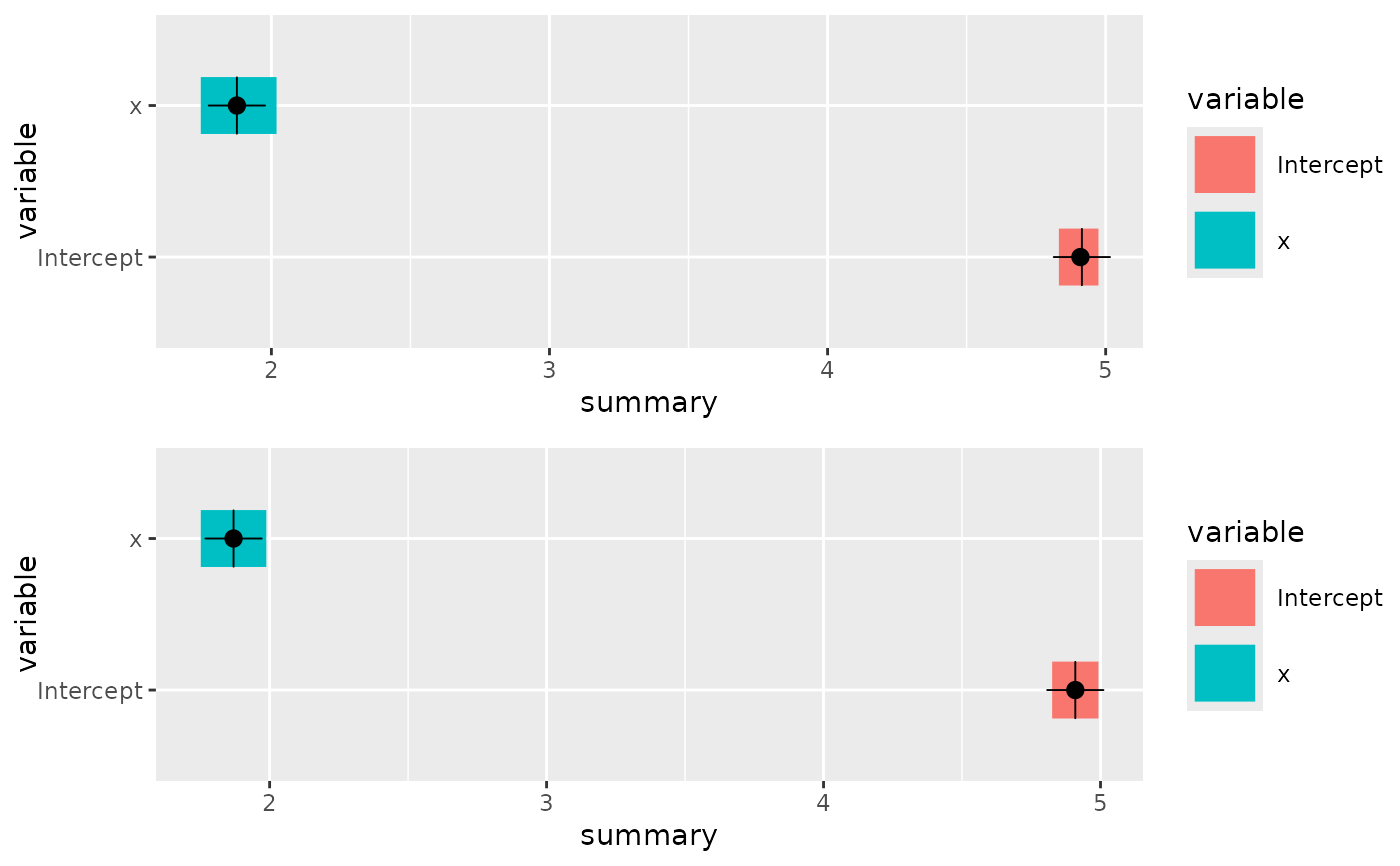 variable
x
Intercept
2 3 4 5
summary
variable
Intercept
x
variable
x
Intercept
2 3 4 5
summary
variable
Intercept
x